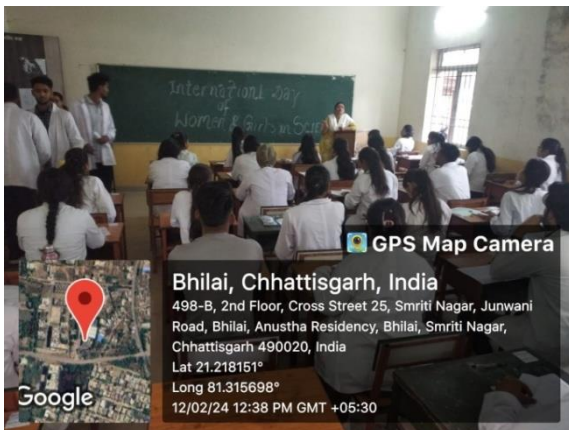 International Day
of
Women & Girls in Sci
GPS Map Camera
Bhilai, Chhattisgarh, India
498-B, 2nd Floor, Cross Street 25, Smriti Nagar, Junwani
Road, Bhilai, Anustha Residency, Bhilai, Smriti Nagar,
Chhattisgarh 490020, India
Lat 21.218151°
Long 81.315698°
12/02/24 12:38 PM GMT +05:30
Google